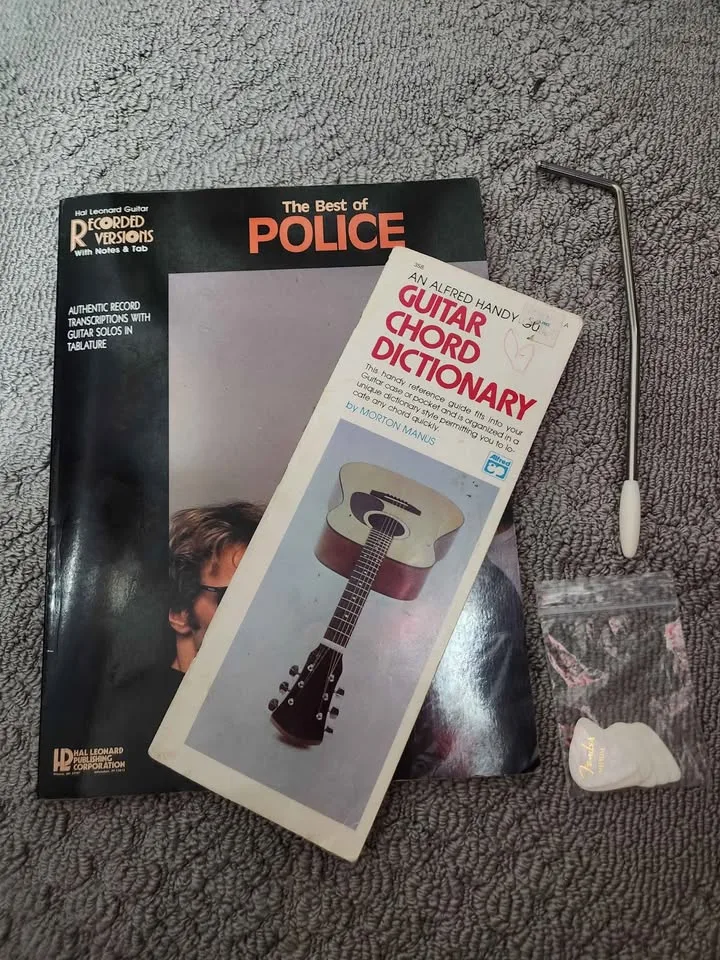 Hal Leonard Guitar
RECORDED
VERSIONS
With Notes & Tab
The Best of
POLICE
AUTHENTIC RECORD
TRANSCRIPTIONS WITH
GUITAR SOLOS IN
TABLATURE
HL HAL LEONARD
PUBLISHING
CORPORATION
AN ALFRED HANDY
GUITAR
CHORD
DICTIONARY
This handy reference guide fits into your
Guitar case or pocket and is organized in a
unique dictionary style permitting you to lo-
cate any chord quickly.
by MORTON MANUS
Alfred
Fender